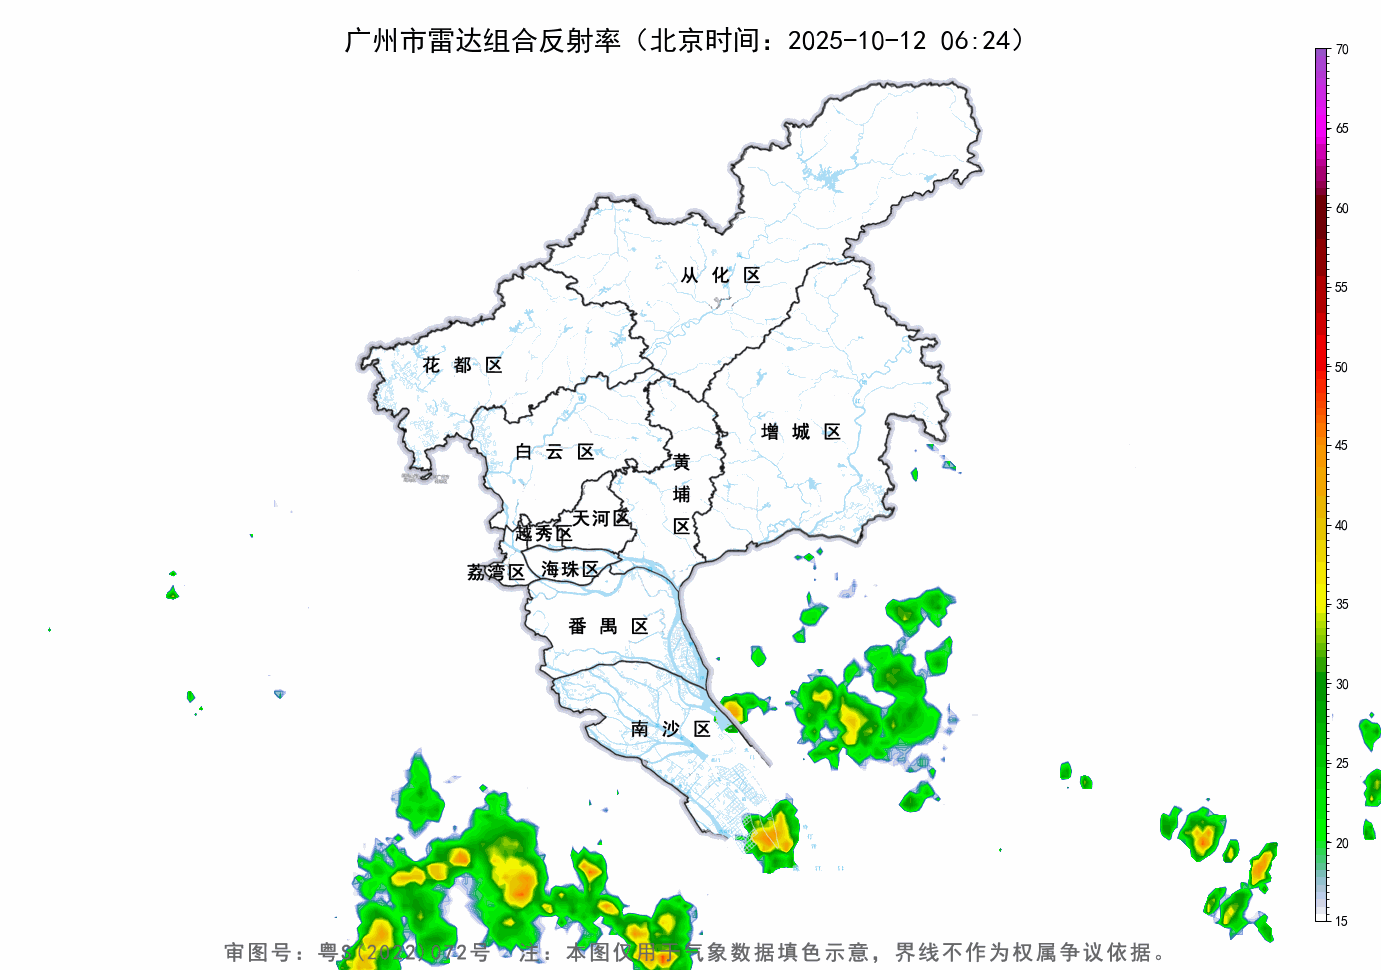 广州市雷达组合反射率（北京时间：2025-10-12 06:24）
70
65
60
55
50
45
40
35
30
25
20
15
从化区
花都区
增城区
白云区
黄埔区
天河区
越秀区
海珠区
荔湾区
番禺区
南沙区
审图号：粤S(2022)072号 注：本图仅用于气象数据填色示意，界线不作为权属争议依据。